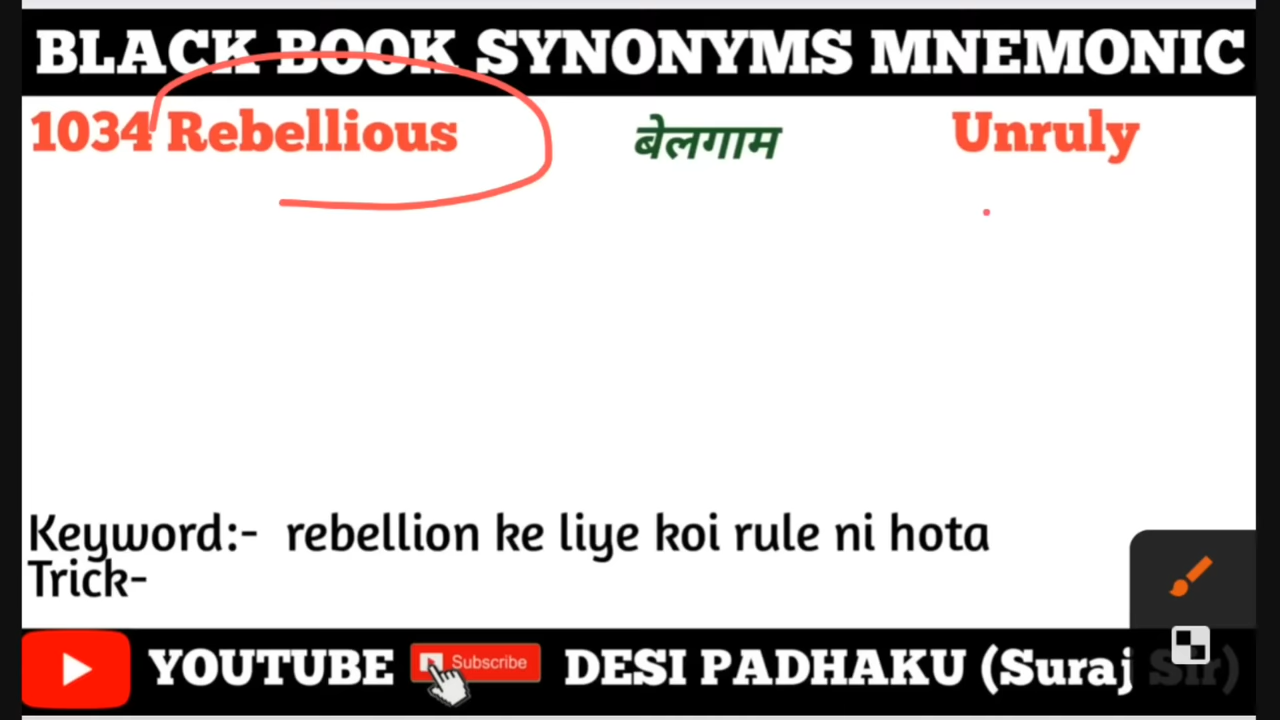 BLACK BOOK SYNONYMS MNEMONIC
1034 Rebellious बेलगाम Unruly
Keyword:- rebellion ke liye koi rule ni hota
Trick-
YOUTUBE Subscribe DESI PADHAKU (Suraj Sir)